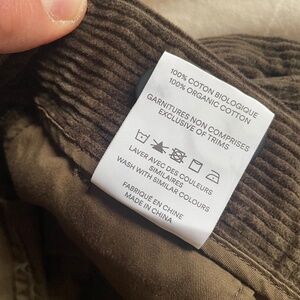 100% COTON BIOLOGIQUE
100% ORGANIC COTTON
GARNITURES NON COMPRISES
EXCLUSIVE OF TRIMS
LAVER AVEC DES COULEURS
SIMILAIRES
WASH WITH SIMILAR COLOURS
FABRIQUÉ EN CHINE
MADE IN CHINA